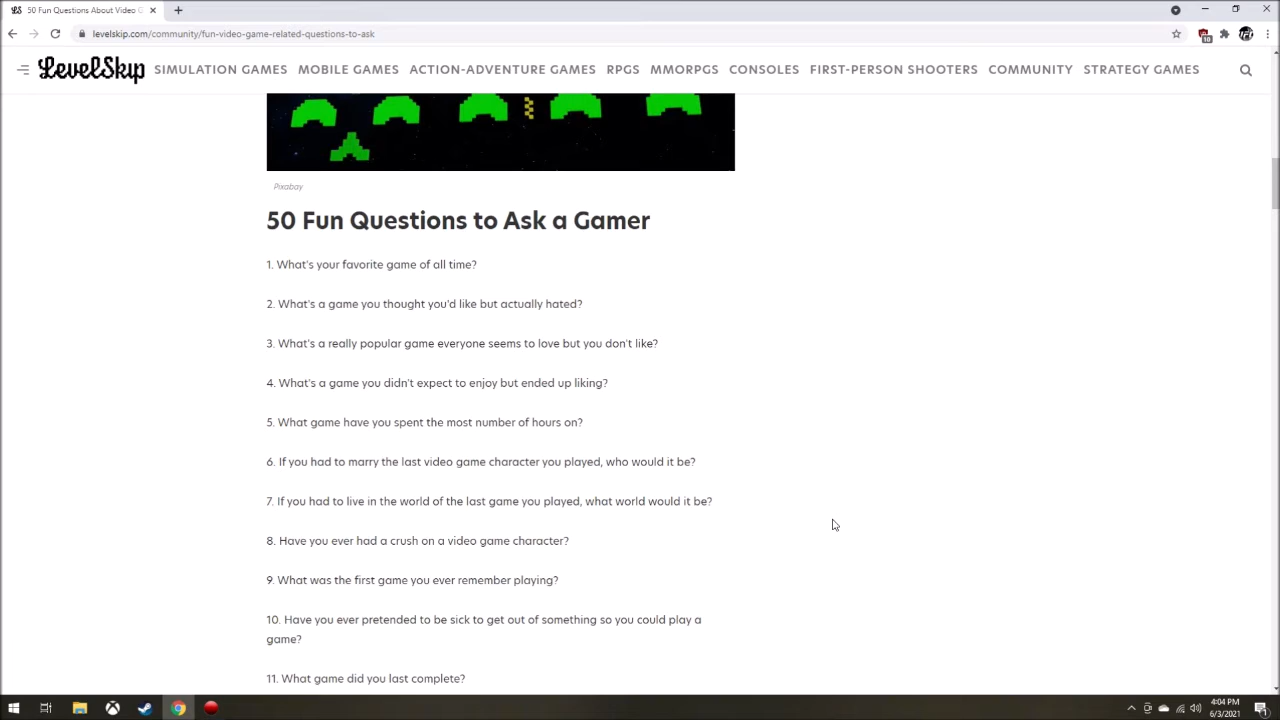 50 Fun Questions About Video G
levelskip.com/community/fun-video-game-related-questions-to-ask
10
LevelSkip SIMULATION GAMES MOBILE GAMES ACTION-ADVENTURE GAMES RPGS MMORPGS CONSOLES FIRST-PERSON SHOOTERS COMMUNITY STRATEGY GAMES
Pixabay
50 Fun Questions to Ask a Gamer
1. What's your favorite game of all time?
2. What's a game you thought you'd like but actually hated?
3. What's a really popular game everyone seems to love but you don't like?
4. What's a game you didn't expect to enjoy but ended up liking?
5. What game have you spent the most number of hours on?
6. If you had to marry the last video game character you played, who would it be?
7. If you had to live in the world of the last game you played, what world would it be?
8. Have you ever had a crush on a video game character?
9. What was the first game you ever remember playing?
10. Have you ever pretended to be sick to get out of something so you could play a
game?
11. What game did you last complete?
4:04 PM
6/3/2021